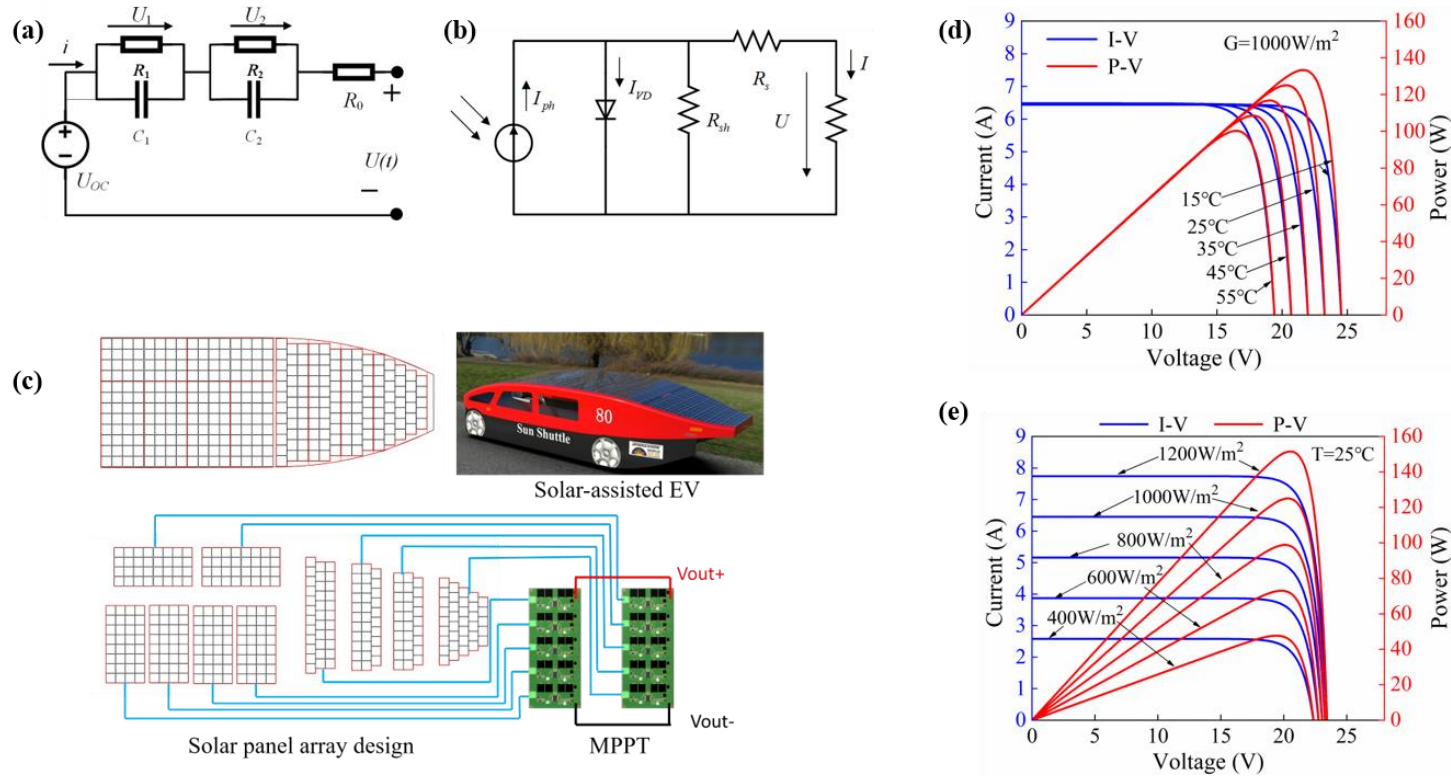 (a)
U1
U2
i
R1
R2
R0
+
C1
C2
+
−
UOC
U(t)
−
(b)
Iph
IVD
Rsh
Rs
U
I
(c)
80
Sun Shuttle
Solar-assisted EV
Vout+
Vout-
Solar panel array design
MPPT
(d)
I-V
P-V
G=1000W/m²
15℃
25℃
35℃
45℃
55℃
9
8
7
6
5
4
3
2
1
0
Current (A)
160
140
120
100
80
60
40
20
0
Power (W)
0
5
10
15
20
25
Voltage (V)
(e)
I-V
P-V
T=25℃
1200W/m²
1000W/m²
800W/m²
600W/m²
400W/m²
9
8
7
6
5
4
3
2
1
0
Current (A)
160
140
120
100
80
60
40
20
0
Power (W)
0
5
10
15
20
25
Voltage (V)